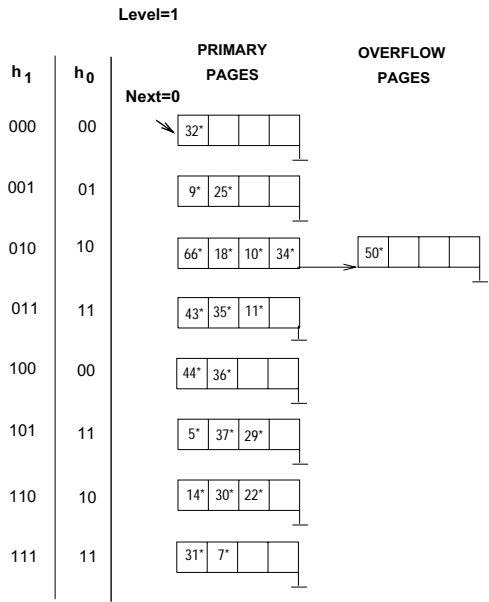 Level=1
PRIMARY PAGES
OVERFLOW PAGES
h1 h0
Next=0
000 00 32*
001 01 9* 25*
010 10 66* 18* 10* 34* 50*
011 11 43* 35* 11*
100 00 44* 36*
101 11 5* 37* 29*
110 10 14* 30* 22*
111 11 31* 7*